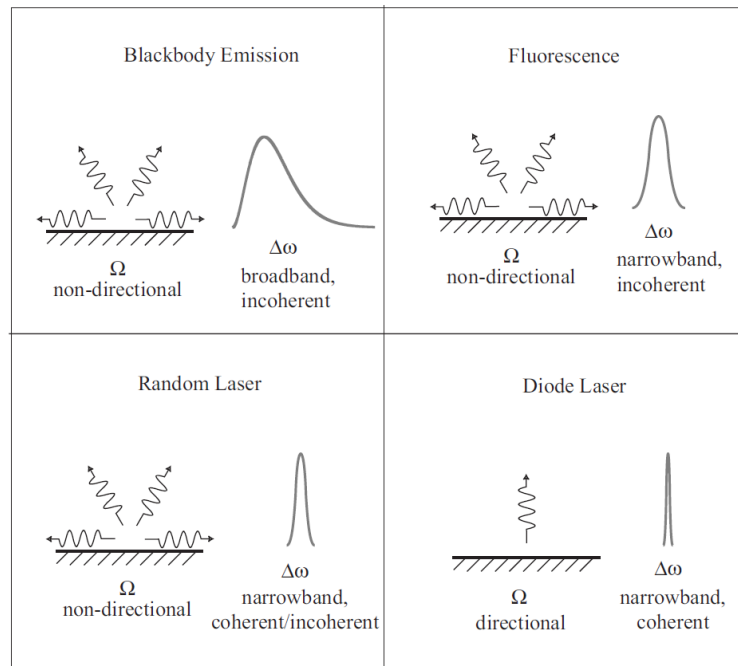 Blackbody Emission
Ω
non-directional
Δω
broadband,
incoherent
Fluorescence
Ω
non-directional
Δω
narrowband,
incoherent
Random Laser
Ω
non-directional
Δω
narrowband,
coherent/incoherent
Diode Laser
Ω
directional
Δω
narrowband,
coherent